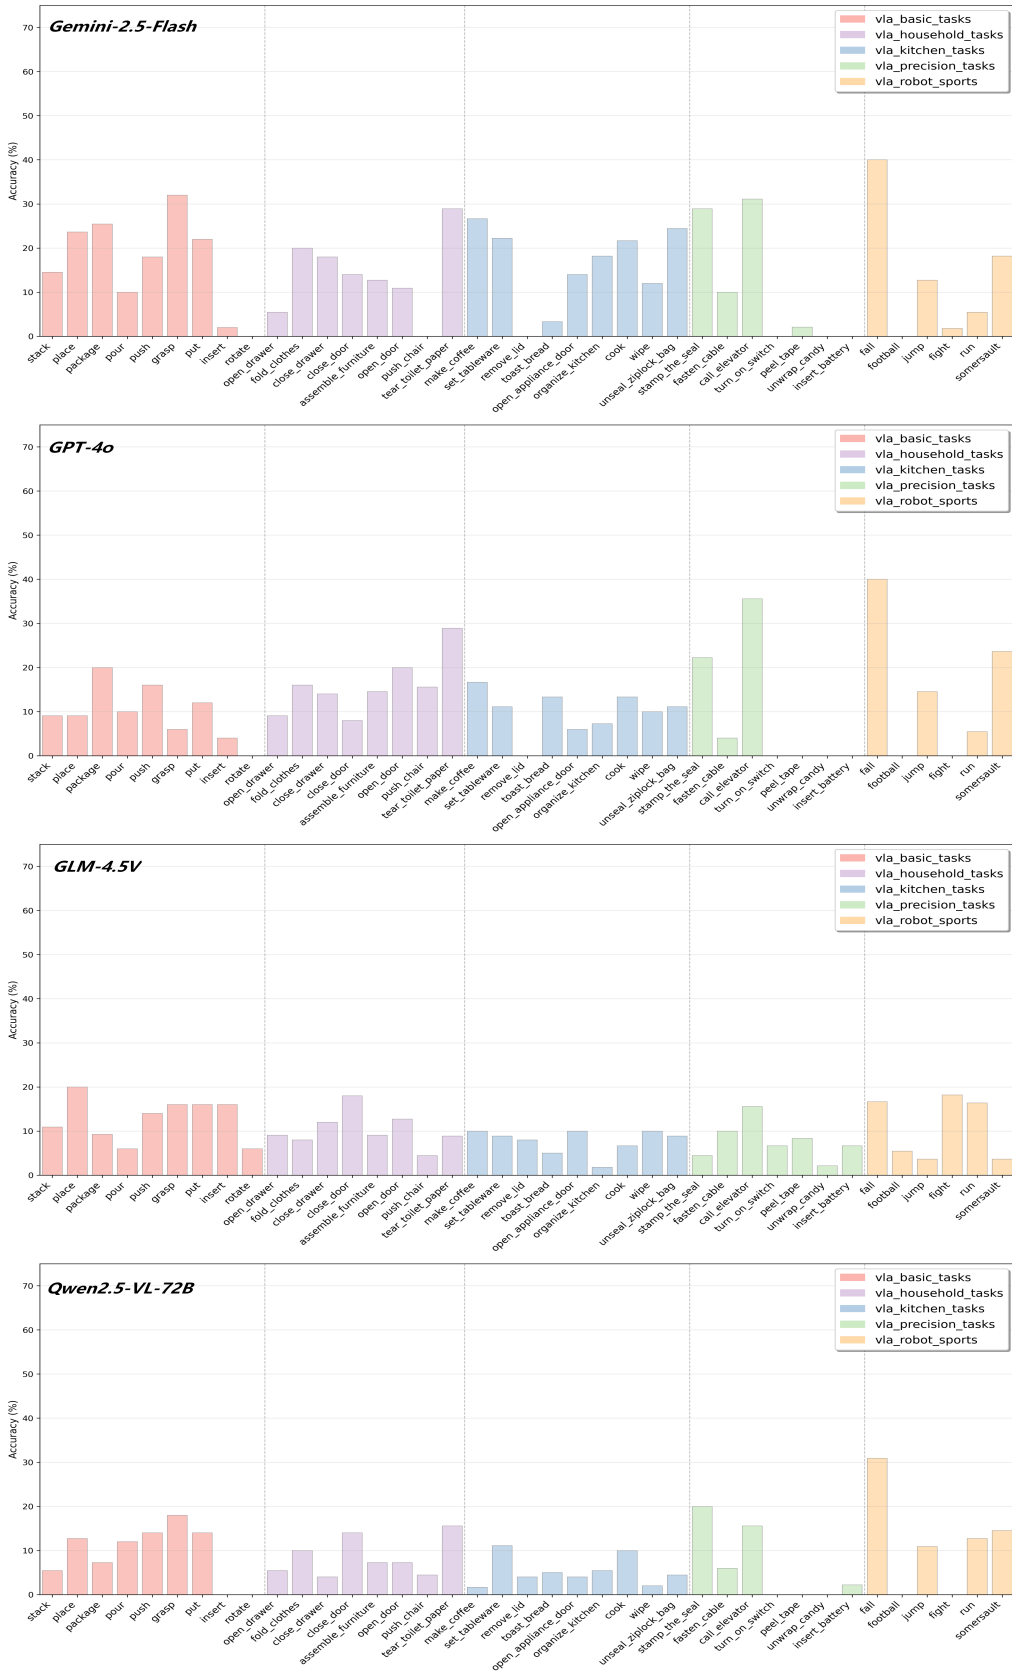 Gemini-2.5-Flash
vla_basic_tasks
vla_household_tasks
vla_kitchen_tasks
vla_precision_tasks
vla_robot_sports
Accuracy (%)
70
60
50
40
30
20
10
0
stack place package pour push grasp put insert rotate open_drawer fold_clothes close_drawer close_door assemble_furniture open_door push_chair tear_toilet_paper make_coffee set_tableware remove_lid toast_bread open_appliance_door organize_kitchen cook wipe unseal_ziplock_bag stamp_the_seal fasten_cable call_elevator turn_on_switch peel_tape unwrap_candy insert_battery fall football jump fight run somersault
GPT-4o
vla_basic_tasks
vla_household_tasks
vla_kitchen_tasks
vla_precision_tasks
vla_robot_sports
Accuracy (%)
70
60
50
40
30
20
10
0
stack place package pour push grasp put insert rotate open_drawer fold_clothes close_drawer close_door assemble_furniture open_door push_chair tear_toilet_paper make_coffee set_tableware remove_lid toast_bread open_appliance_door organize_kitchen cook wipe unseal_ziplock_bag stamp_the_seal fasten_cable call_elevator turn_on_switch peel_tape unwrap_candy insert_battery fall football jump fight run somersault
GLM-4.5V
vla_basic_tasks
vla_household_tasks
vla_kitchen_tasks
vla_precision_tasks
vla_robot_sports
Accuracy (%)
70
60
50
40
30
20
10
0
stack place package pour push grasp put insert rotate open_drawer fold_clothes close_drawer close_door assemble_furniture open_door push_chair tear_toilet_paper make_coffee set_tableware remove_lid toast_bread open_appliance_door organize_kitchen cook wipe unseal_ziplock_bag stamp_the_seal fasten_cable call_elevator turn_on_switch peel_tape unwrap_candy insert_battery fall football jump fight run somersault
Qwen2.5-VL-72B
vla_basic_tasks
vla_household_tasks
vla_kitchen_tasks
vla_precision_tasks
vla_robot_sports
Accuracy (%)
70
60
50
40
30
20
10
0
stack place package pour push grasp put insert rotate open_drawer fold_clothes close_drawer close_door assemble_furniture open_door push_chair tear_toilet_paper make_coffee set_tableware remove_lid toast_bread open_appliance_door organize_kitchen cook wipe unseal_ziplock_bag stamp_the_seal fasten_cable call_elevator turn_on_switch peel_tape unwrap_candy insert_battery fall football jump fight run somersault